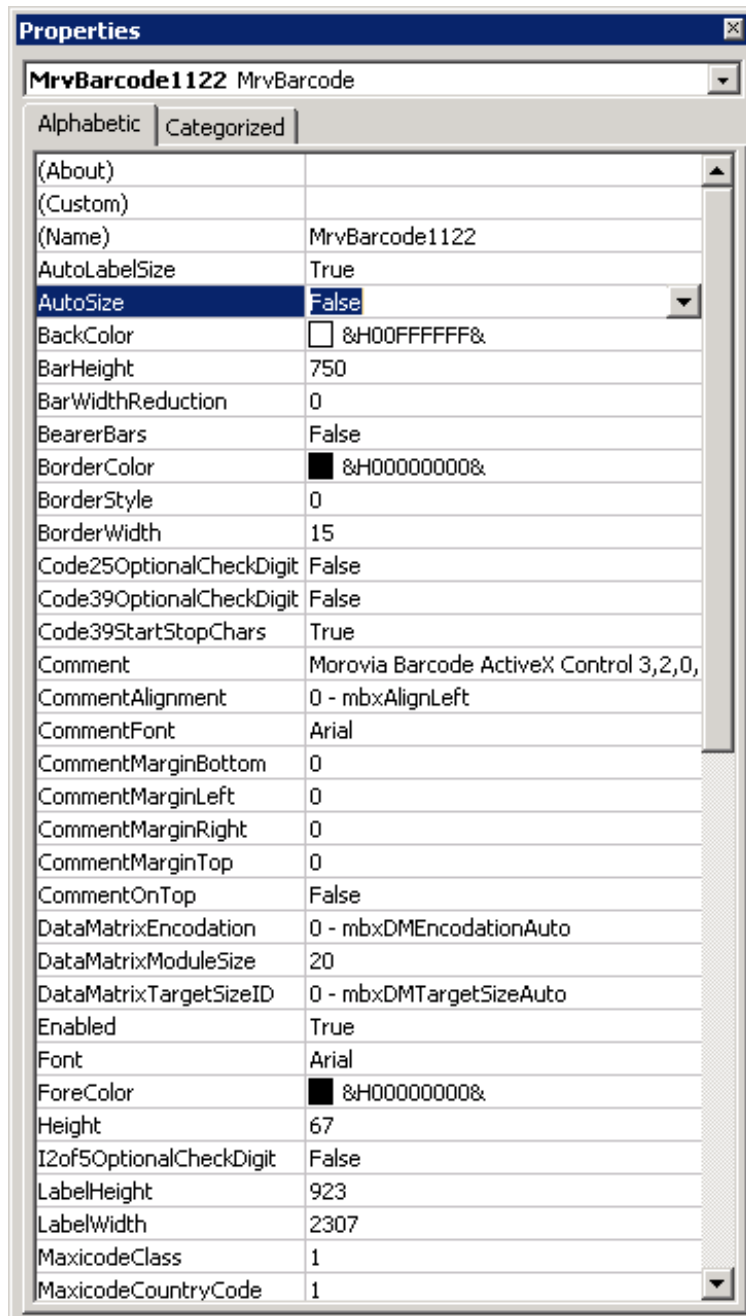 Properties
MrvBarcode1122 MrvBarcode
Alphabetic Categorized
(About)
(Custom)
(Name) MrvBarcode1122
AutoLabelSize True
AutoSize False
BackColor &H00FFFFFF&
BarHeight 750
BarWidthReduction 0
BearerBars False
BorderColor &H00000000&
BorderStyle 0
BorderWidth 15
Code25OptionalCheckDigit False
Code39OptionalCheckDigit False
Code39StartStopChars True
Comment Morovia Barcode ActiveX Control 3,2,0,
CommentAlignment 0 - mbxAlignLeft
CommentFont Arial
CommentMarginBottom 0
CommentMarginLeft 0
CommentMarginRight 0
CommentMarginTop 0
CommentOnTop False
DataMatrixEncodation 0 - mbxDMEncodationAuto
DataMatrixModuleSize 20
DataMatrixTargetSizeID 0 - mbxDMTargetSizeAuto
Enabled True
Font Arial
ForeColor &H00000000&
Height 67
I2of5OptionalCheckDigit False
LabelHeight 923
LabelWidth 2307
MaxicodeClass 1
MaxicodeCountryCode 1